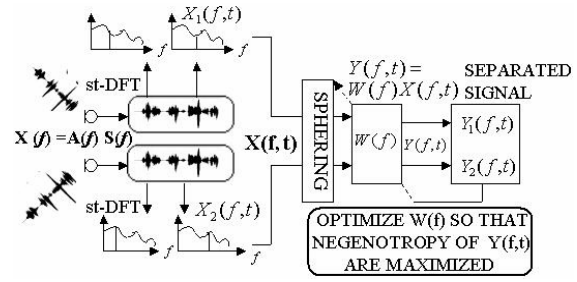 X₁(f,t)
f
f
st-DFT
X(f) =A(f) S(f)
st-DFT
X₂(f,t)
f
f
X(f,t)
SPHERING
Y(f,t) =
W(f)X(f,t)
SEPARATED
SIGNAL
W(f)
Y(f,t)
Y₁(f,t)
Y₂(f,t)
OPTIMIZE W(f) SO THAT
NEGENOTROPY OF Y(f,t)
ARE MAXIMIZED